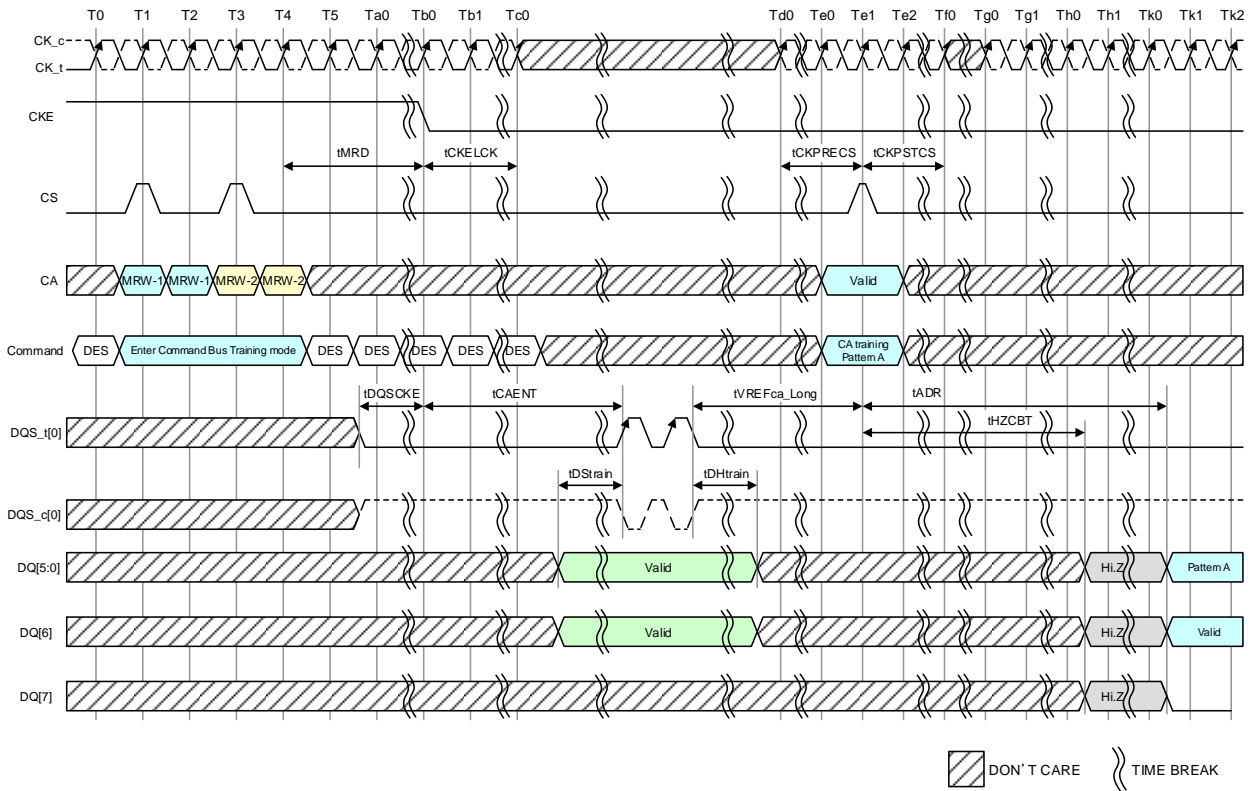 T0 T1 T2 T3 T4 T5 Ta0 Tb0 Tb1 Tc0 Td0 Te0 Te1 Te2 Tf0 Tg0 Tg1 Th0 Th1 Tk0 Tk1 Tk2
CK_c
CK_t
CKE
tMRD tCKELCK tCKPRECS tCKPSTCS
CS
CA MRW-1 MRW-1 MRW-2 MRW-2 Valid
Command DES Enter Command Bus Training mode DES DES DES DES DES CA training
Pattern A
tDQSCKE tCAENT tVREFca_Long tADR
tHZCBT
DQS_t[0]
tDStrain tDHtrain
DQS_c[0]
DQ[5:0] Valid Hi.Z Pattern A
DQ[6] Valid Hi.Z Valid
DQ[7] Hi.Z
DON'T CARE TIME BREAK